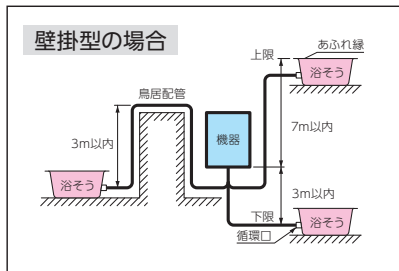 壁掛型の場合
上限
あふれ縁
浴そう
鳥居配管
機器
7m以内
3m以内
浴そう
3m以内
下限
浴そう
循環口